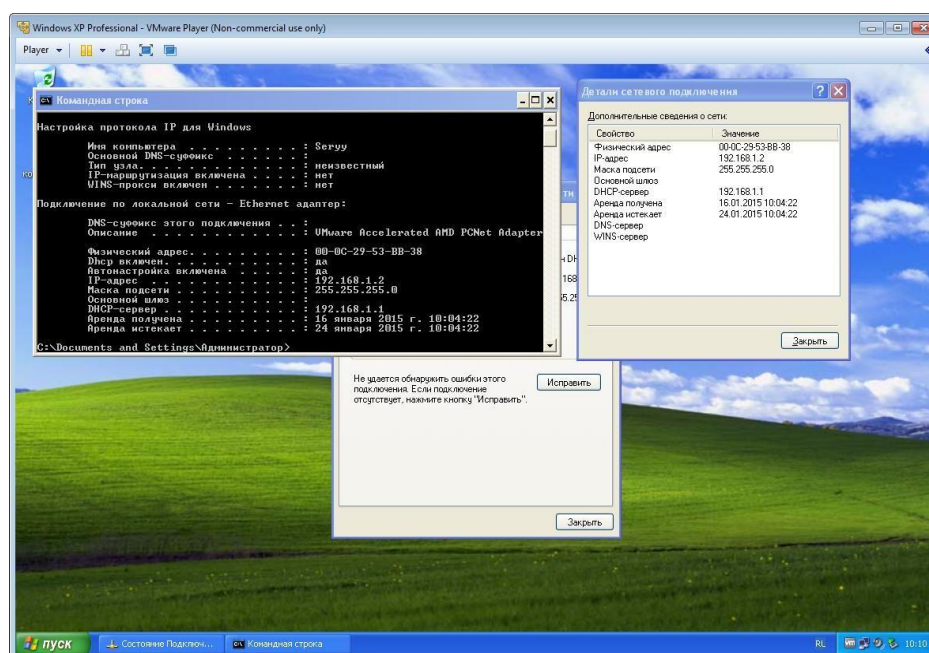 Windows XP Professional - VMware Player (Non-commercial use only)
Player
Командная строка
Настройка протокола IP для Windows
Имя компьютера . . . . . . . . . : Seryy
Основной DNS-суффикс . . . . . . :
Тип узла. . . . . . . . . . . . . : неизвестный
IP-маршрутизация включена . . . . : нет
WINS-прокси включен . . . . . . . : нет
Подключение по локальной сети - Ethernet адаптер:
DNS-суффикс этого подключения . . :
Описание . . . . . . . . . . . . : VMware Accelerated AMD PCNet Adapter
Физический адрес. . . . . . . . . : 00-0C-29-53-BB-38
Dhcp включен. . . . . . . . . . . : да
Автонастройка включена . . . . . : да
IP-адрес . . . . . . . . . . . . : 192.168.1.2
Маска подсети . . . . . . . . . . : 255.255.255.0
Основной шлюз . . . . . . . . . . :
DHCP-сервер . . . . . . . . . . . : 192.168.1.1
Аренда получена . . . . . . . . . : 16 января 2015 г. 10:04:22
Аренда истекает . . . . . . . . . : 24 января 2015 г. 10:04:22
C:\Documents and Settings\Администратор>
Детали сетевого подключения
Дополнительные сведения о сети:
Свойство Значение
Физический адрес 00-0C-29-53-BB-38
IP-адрес 192.168.1.2
Маска подсети 255.255.255.0
Основной шлюз
DHCP-сервер 192.168.1.1
Аренда получена 16.01.2015 10:04:22
Аренда истекает 24.01.2015 10:04:22
DNS-сервер
WINS-сервер
Закрыть
Не удается обнаружить ошибки этого
подключения. Если подключение
отсутствует, нажмите кнопку "Исправить".
Исправить
Закрыть
пуск
Состояние Подключ...
Командная строка
RL
10:10